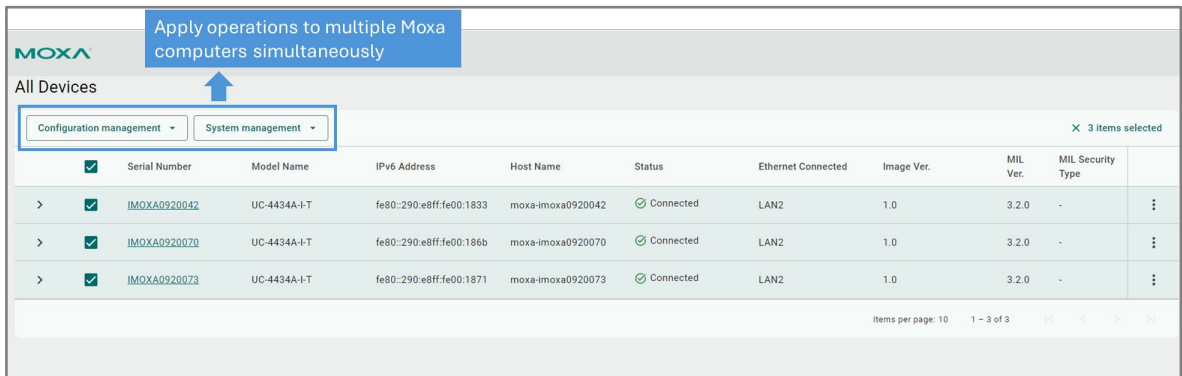 Apply operations to multiple Moxa
computers simultaneously
MOXA
All Devices
Configuration management System management 3 items selected
Serial Number Model Name IPv6 Address Host Name Status Ethernet Connected Image Ver. MIL Ver. MIL Security Type
IMOXA0920042 UC-4434A-I-T fe80::290:e8ff:fe00:1833 moxa-imoxa0920042 Connected LAN2 1.0 3.2.0 -
IMOXA0920070 UC-4434A-I-T fe80::290:e8ff:fe00:186b moxa-imoxa0920070 Connected LAN2 1.0 3.2.0 -
IMOXA0920073 UC-4434A-I-T fe80::290:e8ff:fe00:1871 moxa-imoxa0920073 Connected LAN2 1.0 3.2.0 -
Items per page: 10 1 – 3 of 3